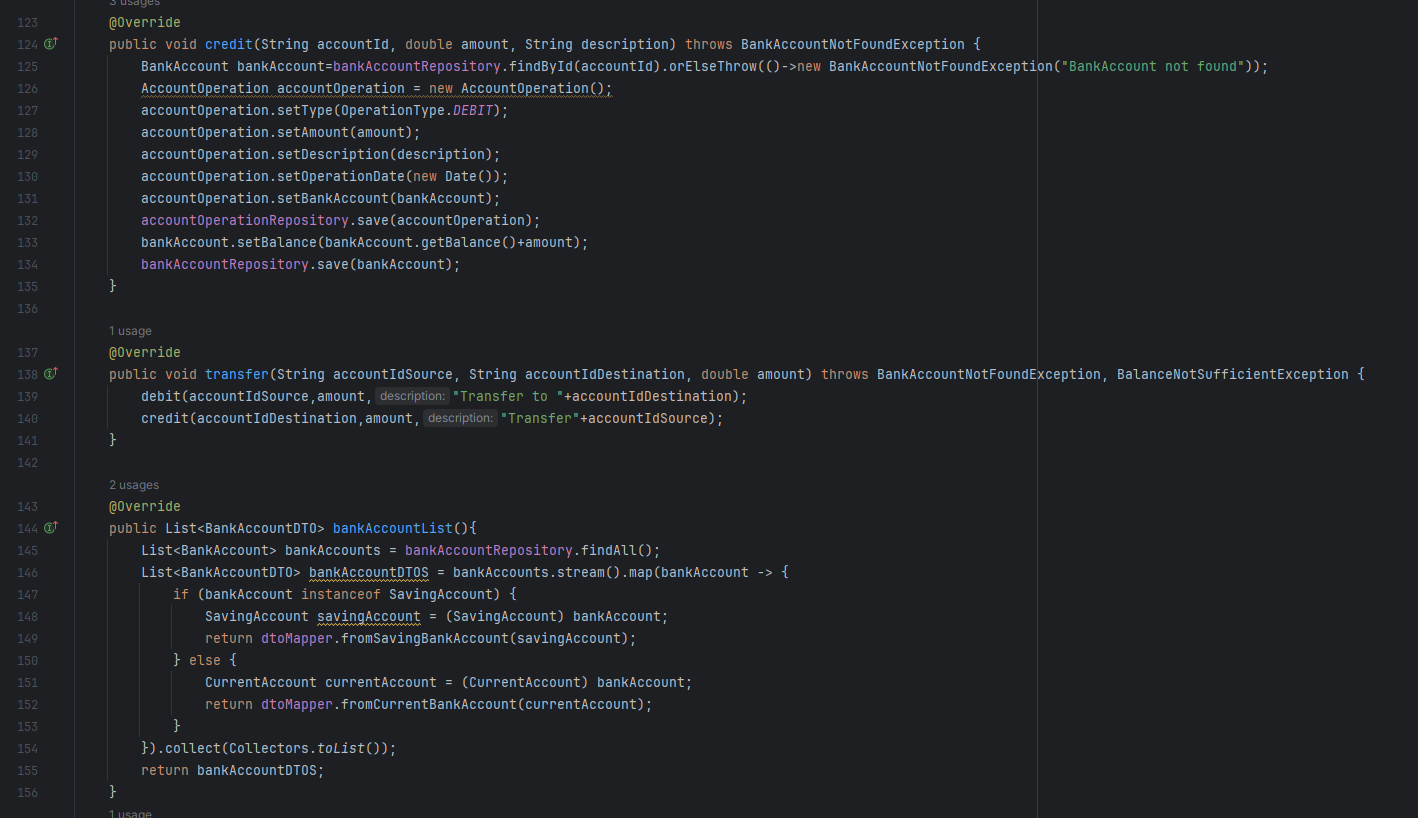 3 usages
123 @Override
124 public void credit(String accountId, double amount, String description) throws BankAccountNotFoundException {
125 BankAccount bankAccount=bankAccountRepository.findById(accountId).orElseThrow(()->new BankAccountNotFoundException("BankAccount not found"));
126 AccountOperation accountOperation = new AccountOperation();
127 accountOperation.setType(OperationType.DEBIT);
128 accountOperation.setAmount(amount);
129 accountOperation.setDescription(description);
130 accountOperation.setOperationDate(new Date());
131 accountOperation.setBankAccount(bankAccount);
132 accountOperationRepository.save(accountOperation);
133 bankAccount.setBalance(bankAccount.getBalance()+amount);
134 bankAccountRepository.save(bankAccount);
135 }
136
1 usage
137 @Override
138 public void transfer(String accountIdSource, String accountIdDestination, double amount) throws BankAccountNotFoundException, BalanceNotSufficientException {
139 debit(accountIdSource,amount, description: "Transfer to "+accountIdDestination);
140 credit(accountIdDestination,amount, description: "Transfer"+accountIdSource);
141 }
142
2 usages
143 @Override
144 public List<BankAccountDTO> bankAccountList(){
145 List<BankAccount> bankAccounts = bankAccountRepository.findAll();
146 List<BankAccountDTO> bankAccountDTOS = bankAccounts.stream().map(bankAccount -> {
147 if (bankAccount instanceof SavingAccount) {
148 SavingAccount savingAccount = (SavingAccount) bankAccount;
149 return dtoMapper.fromSavingBankAccount(savingAccount);
150 } else {
151 CurrentAccount currentAccount = (CurrentAccount) bankAccount;
152 return dtoMapper.fromCurrentBankAccount(currentAccount);
153 }
154 }).collect(Collectors.toList());
155 return bankAccountDTOS;
156 }
1 usage